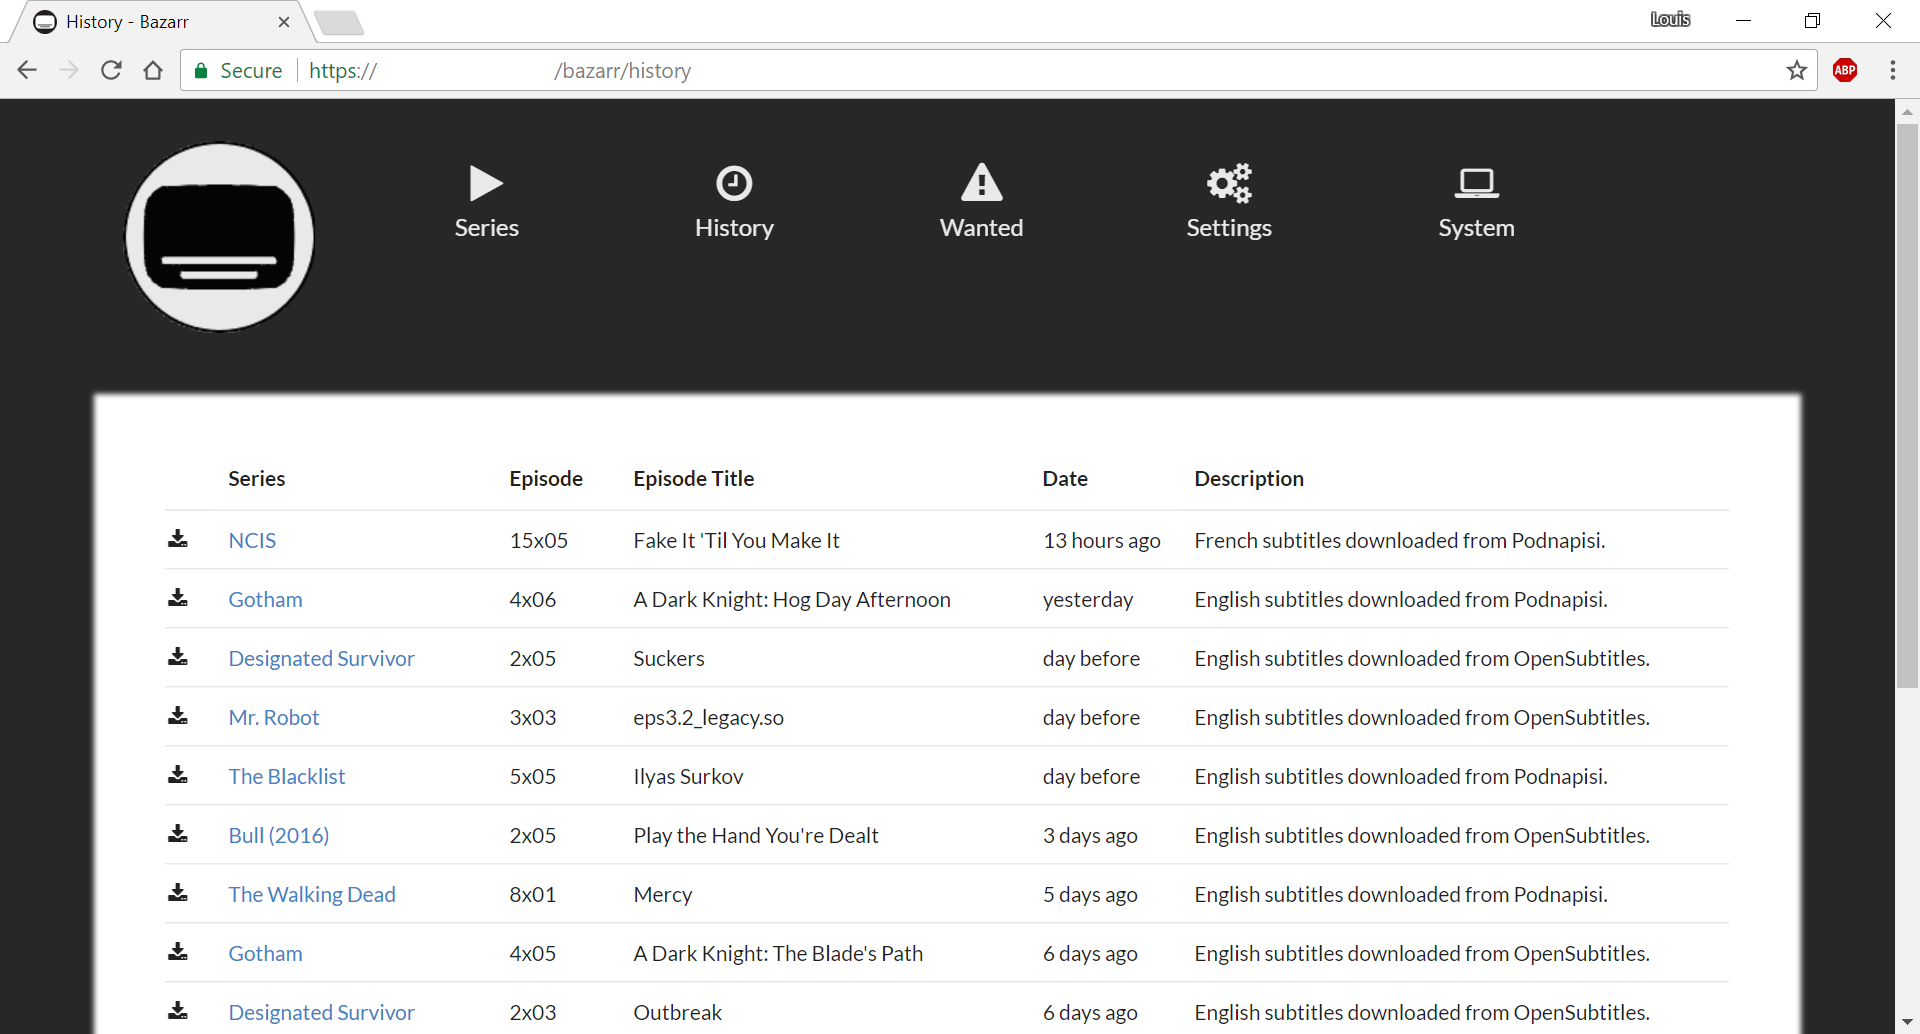 History - Bazarr
Louis
Secure https:// /bazarr/history
ABP
Series History Wanted Settings System
Series Episode Episode Title Date Description
NCIS 15x05 Fake It 'Til You Make It 13 hours ago French subtitles downloaded from Podnapisi.
Gotham 4x06 A Dark Knight: Hog Day Afternoon yesterday English subtitles downloaded from Podnapisi.
Designated Survivor 2x05 Suckers day before English subtitles downloaded from OpenSubtitles.
Mr. Robot 3x03 eps3.2_legacy.so day before English subtitles downloaded from OpenSubtitles.
The Blacklist 5x05 Ilyas Surkov day before English subtitles downloaded from Podnapisi.
Bull (2016) 2x05 Play the Hand You're Dealt 3 days ago English subtitles downloaded from OpenSubtitles.
The Walking Dead 8x01 Mercy 5 days ago English subtitles downloaded from Podnapisi.
Gotham 4x05 A Dark Knight: The Blade's Path 6 days ago English subtitles downloaded from OpenSubtitles.
Designated Survivor 2x03 Outbreak 6 days ago English subtitles downloaded from OpenSubtitles.